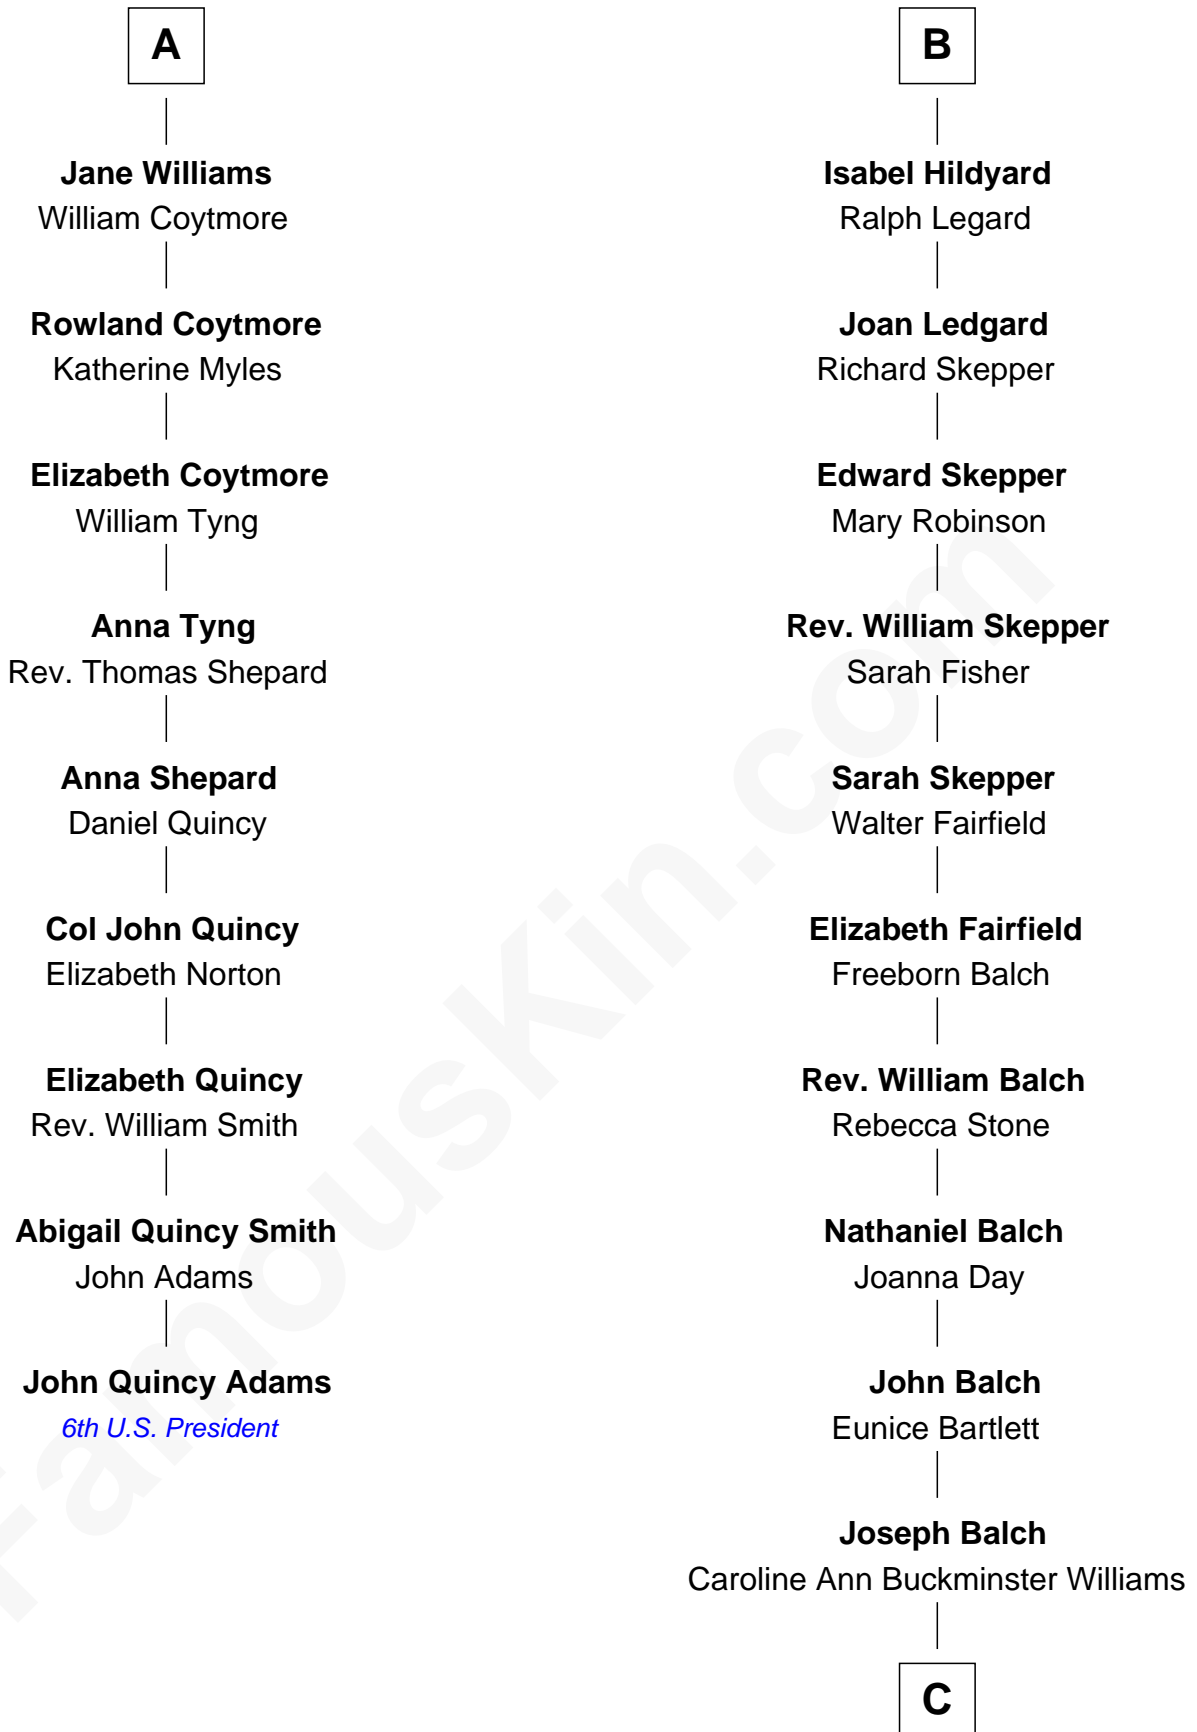 A
Jane Williams
William Coytmore
Rowland Coytmore
Katherine Myles
Elizabeth Coytmore
William Tyng
Anna Tyng
Rev. Thomas Shepard
Anna Shepard
Daniel Quincy
Col John Quincy
Elizabeth Norton
Elizabeth Quincy
Rev. William Smith
Abigail Quincy Smith
John Adams
John Quincy Adams
6th U.S. President
B
Isabel Hildyard
Ralph Legard
Joan Ledgard
Richard Skepper
Edward Skepper
Mary Robinson
Rev. William Skepper
Sarah Fisher
Sarah Skepper
Walter Fairfield
Elizabeth Fairfield
Freeborn Balch
Rev. William Balch
Rebecca Stone
Nathaniel Balch
Joanna Day
John Balch
Eunice Bartlett
Joseph Balch
Caroline Ann Buckminster Williams
C
FamousKin.com